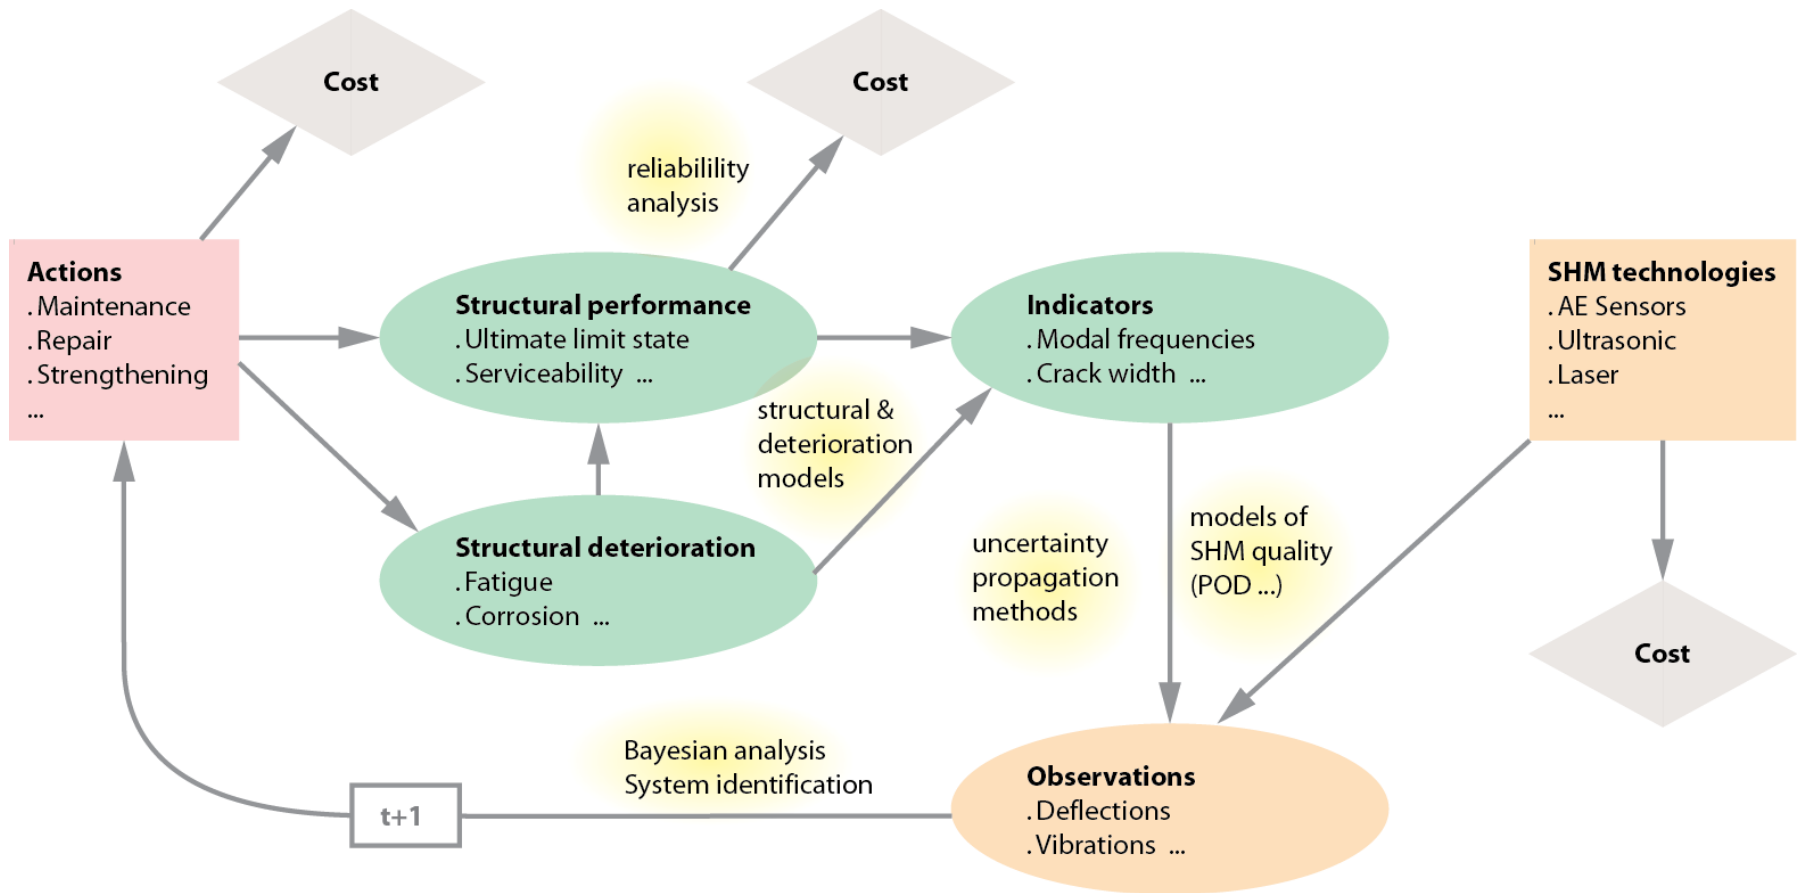 Cost
Cost
reliabilility
analysis
Actions
. Maintenance
. Repair
. Strengthening
...
Structural performance
. Ultimate limit state
. Serviceability ...
Indicators
. Modal frequencies
. Crack width ...
SHM technologies
. AE Sensors
. Ultrasonic
. Laser
...
structural &
deterioration
models
Structural deterioration
. Fatigue
. Corrosion ...
uncertainty
propagation
methods
models of
SHM quality
(POD ...)
Cost
Bayesian analysis
System identification
t+1
Observations
. Deflections
. Vibrations ...